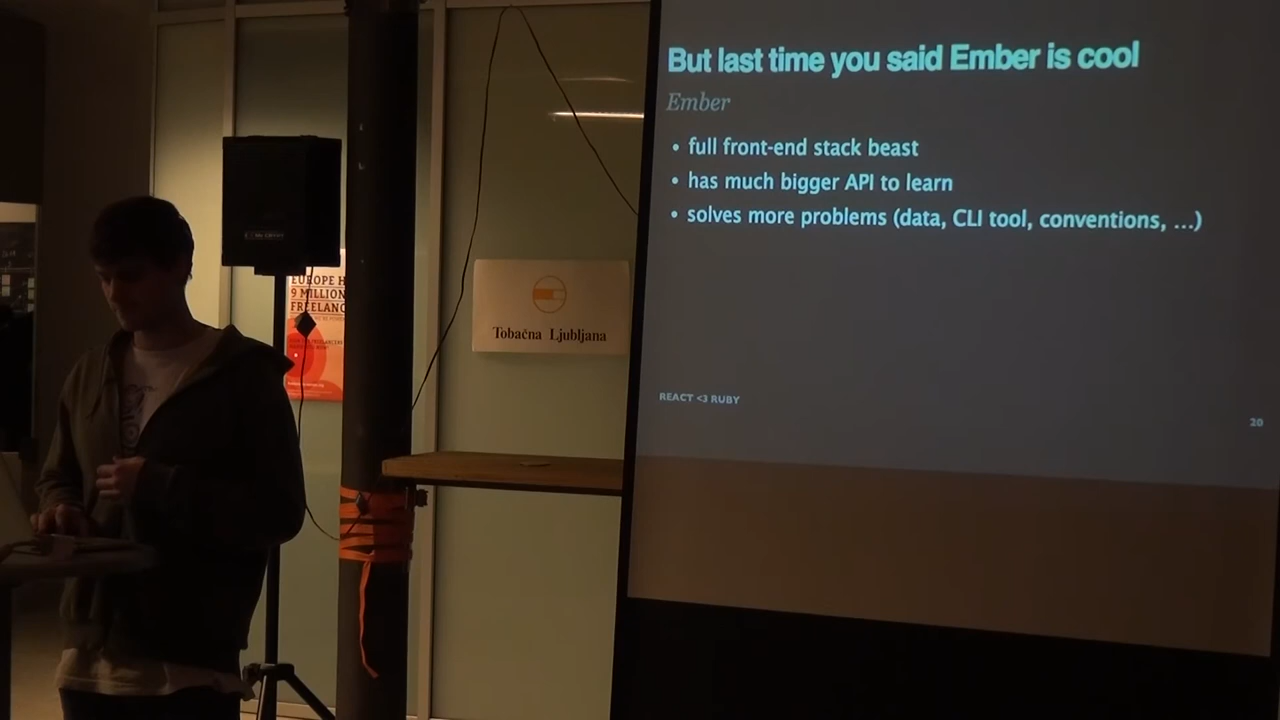 But last time you said Ember is cool
Ember
• full front-end stack beast
• has much bigger API to learn
• solves more problems (data, CLI tool, conventions, ...)
REACT <3 RUBY
20
EUROPE H
9 MILLION
FREELANC
Tobačna Ljubljana